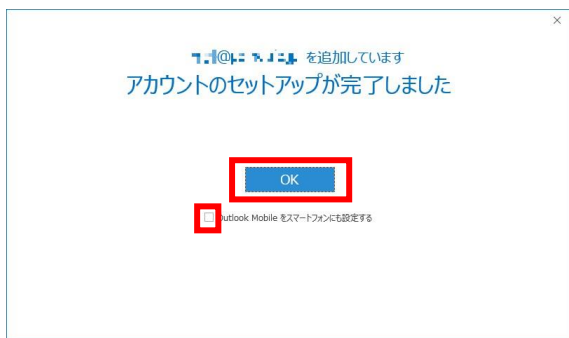 を追加しています
アカウントのセットアップが完了しました
OK
Outlook Mobile をスマートフォンにも設定する